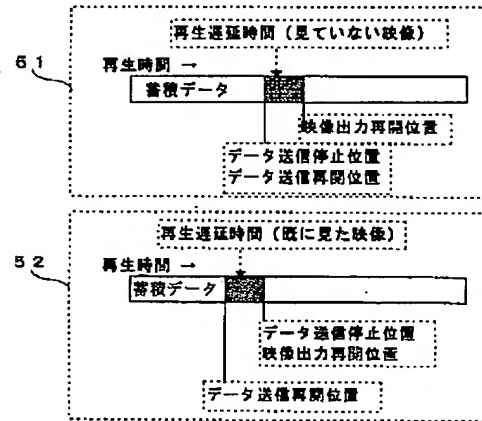 再生遅延時間（見ていない映像）
51
再生時間 →
蓄積データ
映像出力再開位置
データ送信停止位置
データ送信再開位置
再生遅延時間（既に見た映像）
52
再生時間 →
蓄積データ
データ送信停止位置
映像出力再開位置
データ送信再開位置